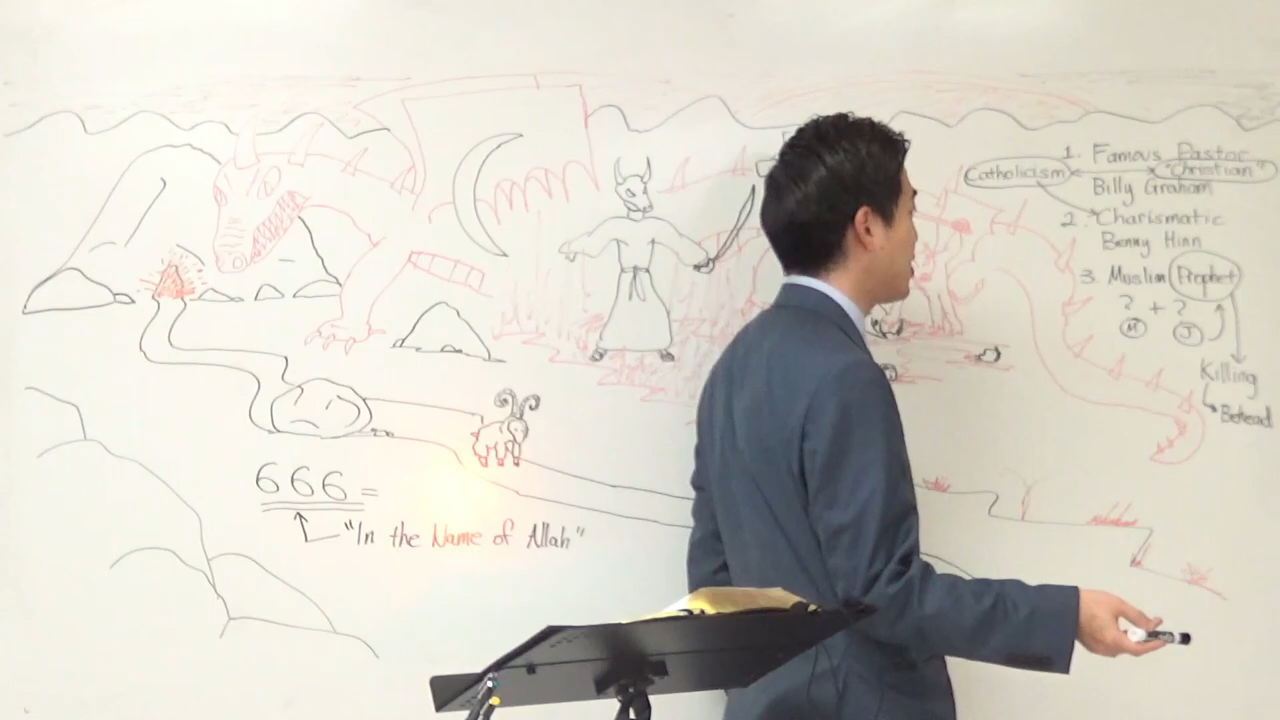 666 =
"In the Name of Allah"
1. Famous Pastor
Catholicism
"Christian"
Billy Graham
2. Charismatic
Benny Hinn
3. Muslim Prophet
? + ?
M J
Killing
Behead